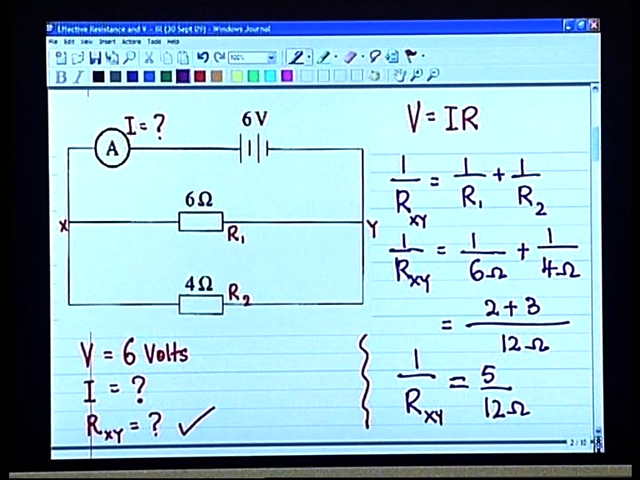 Effective Resistance and V - IR (30 Sept 09) - Windows Journal
File Edit View Insert Actions Tools Help
100%
B I
I = ?
6 V
A
6Ω
X
Y
R1
4Ω
R2
V = 6 Volts
I = ?
RXY = ? ✓
V = IR
1/RXY = 1/R1 + 1/R2
1/RXY = 1/6Ω + 1/4Ω
= 2 + 3 / 12Ω
1/RXY = 5/12Ω
2 / 10